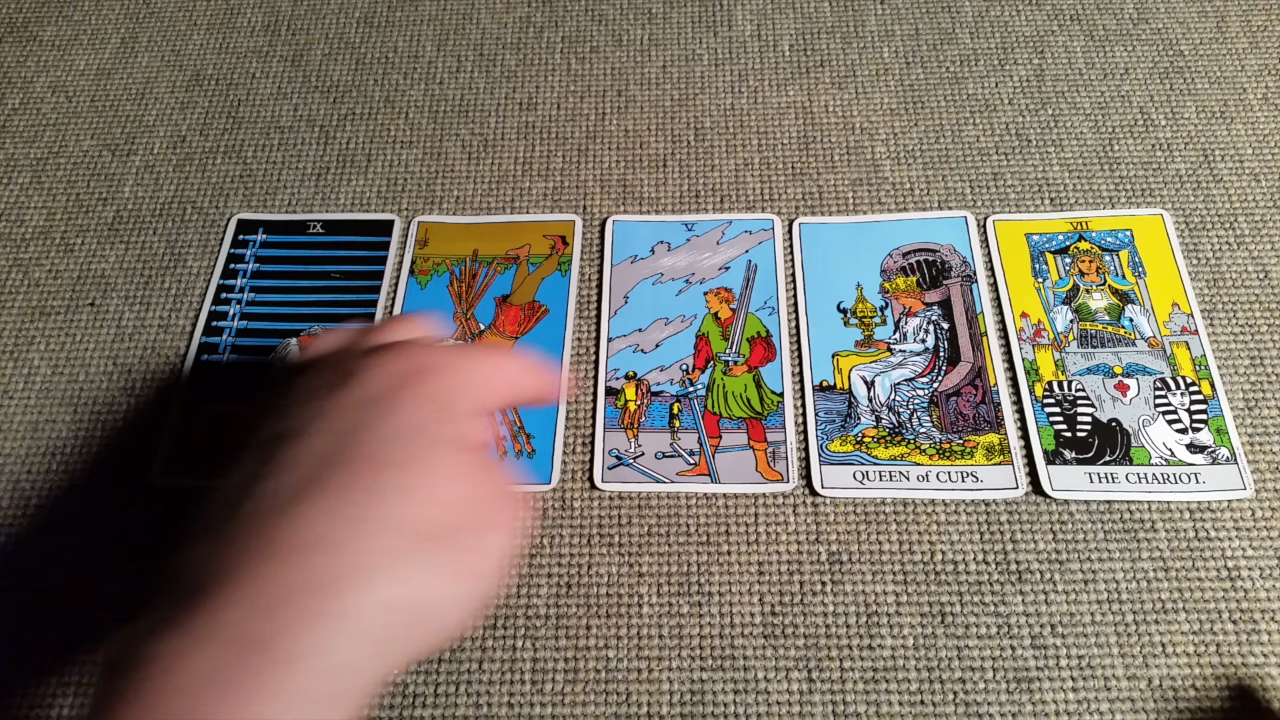 IX
V
VII
QUEEN of CUPS.
THE CHARIOT.